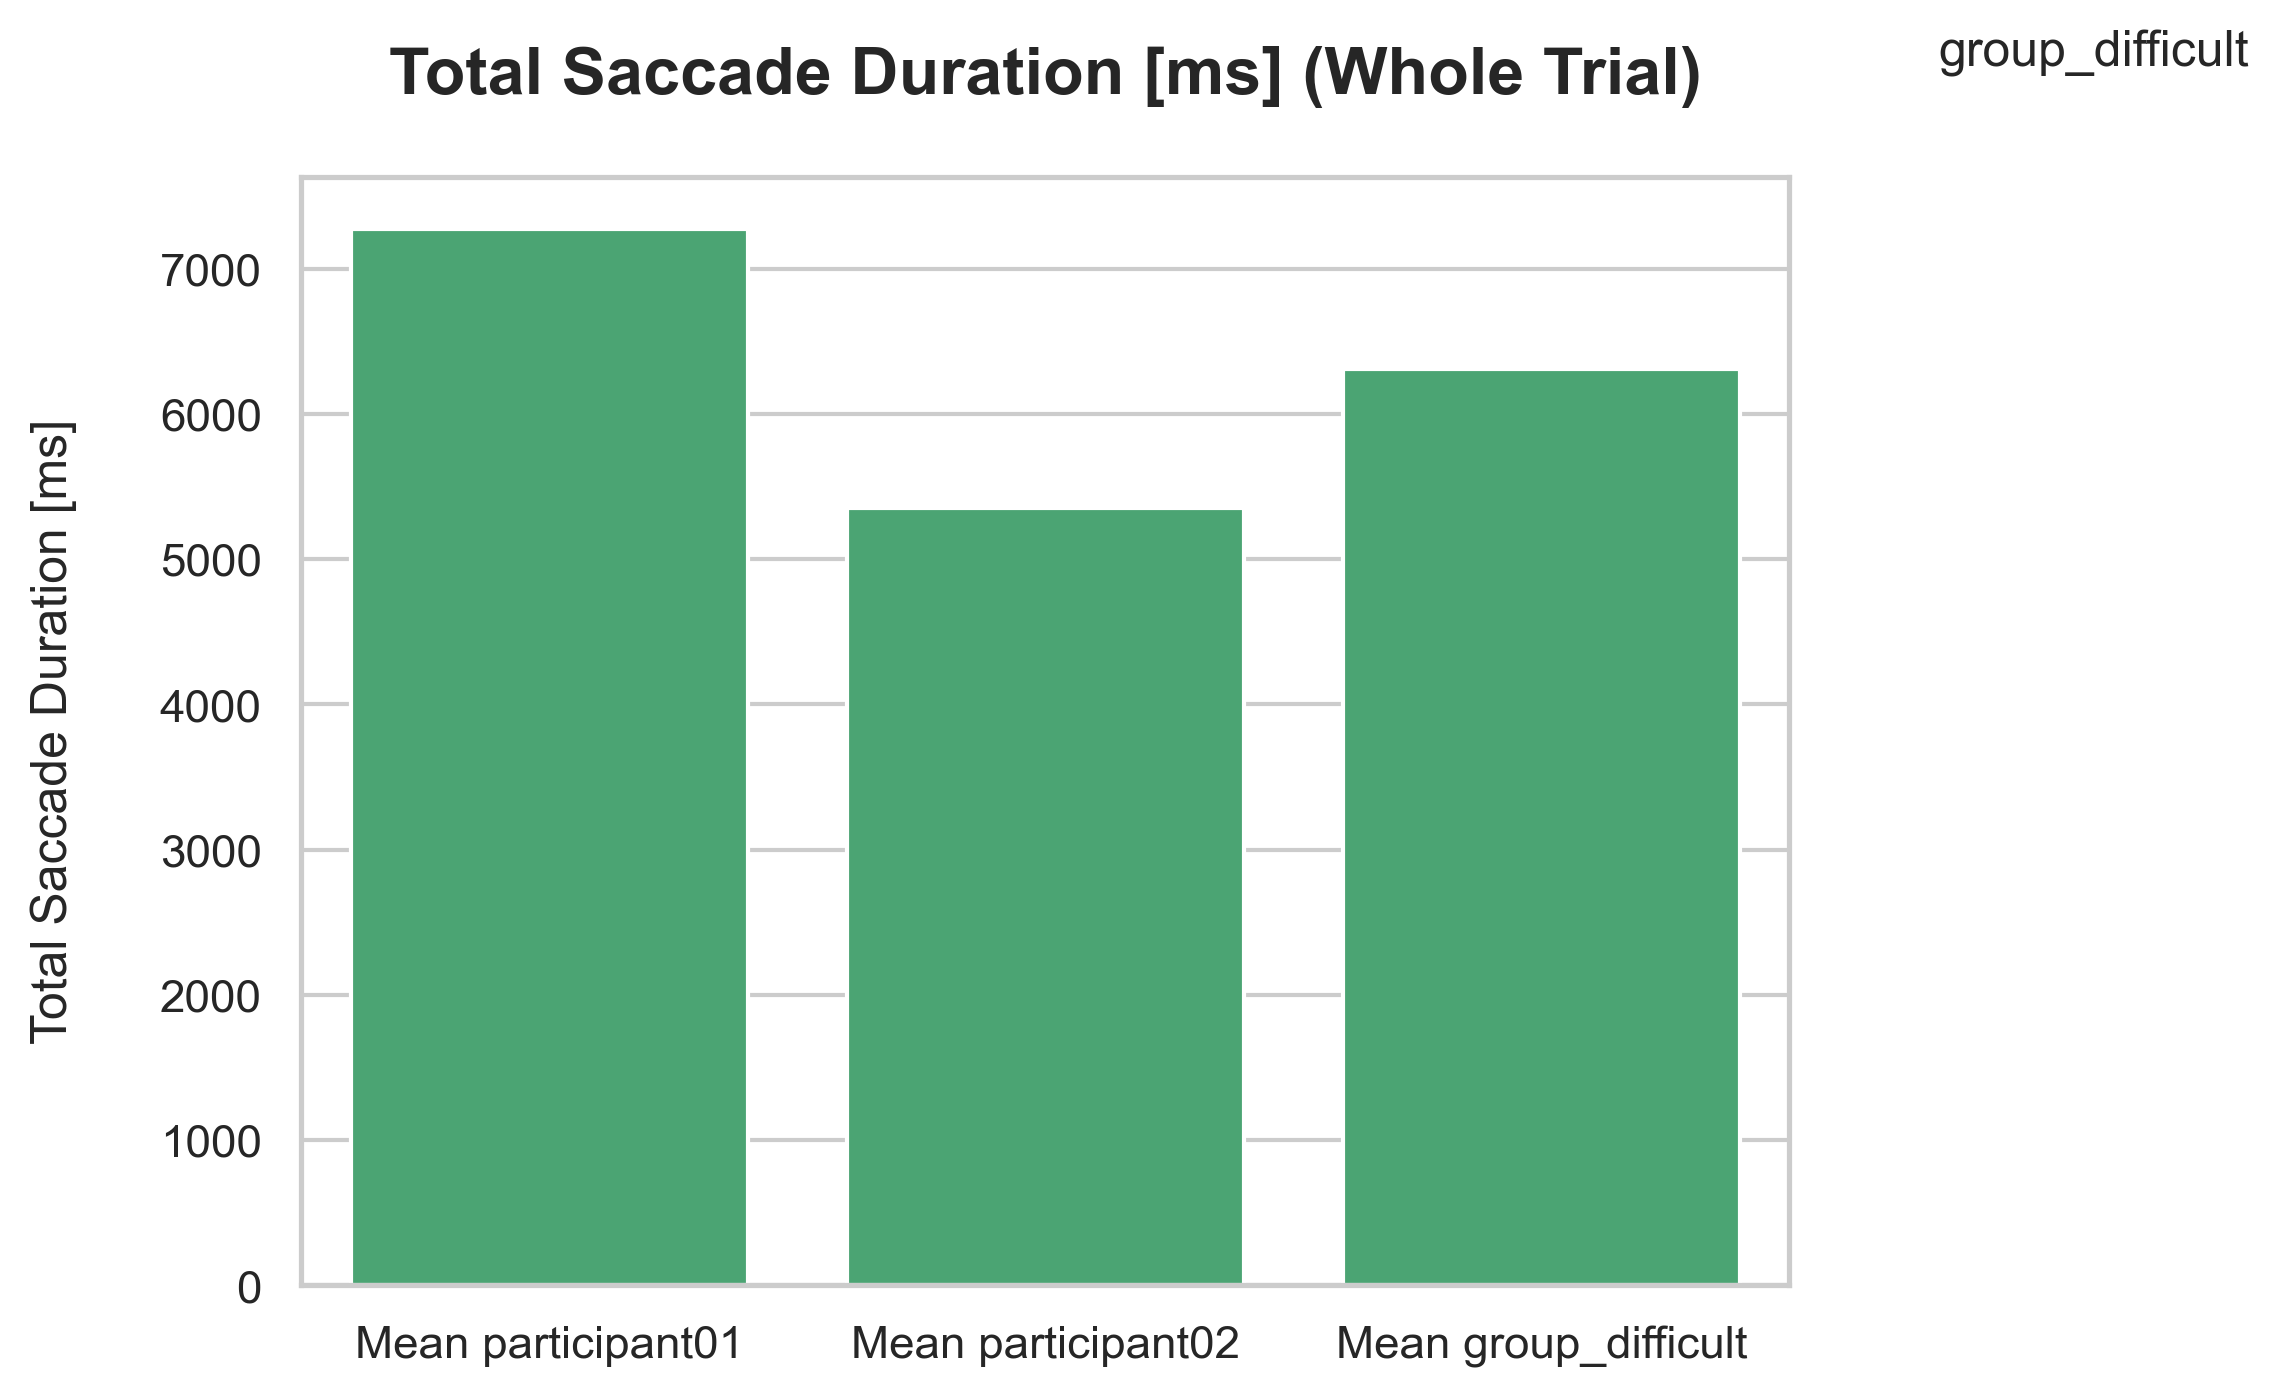 Total Saccade Duration [ms] (Whole Trial)
group_difficult
Total Saccade Duration [ms]
7000
6000
5000
4000
3000
2000
1000
0
Mean participant01
Mean participant02
Mean group_difficult